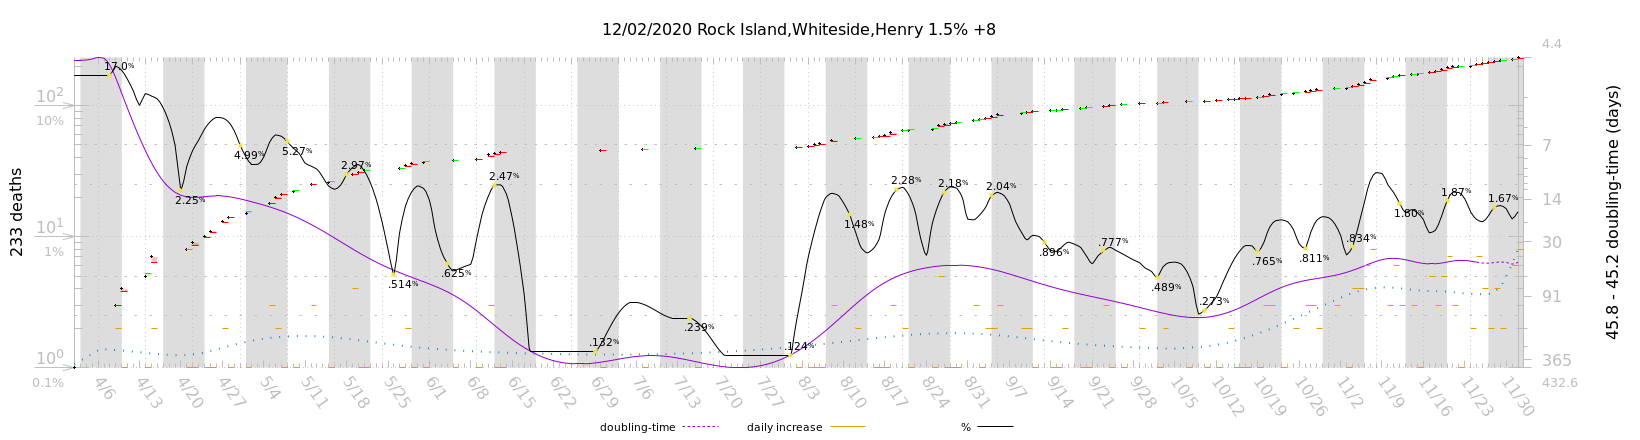 12/02/2020 Rock Island,Whiteside,Henry 1.5% +8
4.4
17.0%
10²
10%
4.99% 5.27% 2.97% 2.47% 2.28% 2.18% 2.04% 1.87% 1.67%
7
2.25% 1.48% 1.80%
14
233 deaths
45.8 - 45.2 doubling-time (days)
10¹
1%
.514% .625% .896% .777% .489% .765% .811% .834%
30
.239% .273%
91
.132% .124%
10⁰
365
0.1%
432.6
4/6 4/13 4/20 4/27 5/4 5/11 5/18 5/25 6/1 6/8 6/15 6/22 6/29 7/6 7/13 7/20 7/27 8/3 8/10 8/17 8/24 8/31 9/7 9/14 9/21 9/28 10/5 10/12 10/19 10/26 11/2 11/9 11/16 11/23 11/30
doubling-time daily increase %